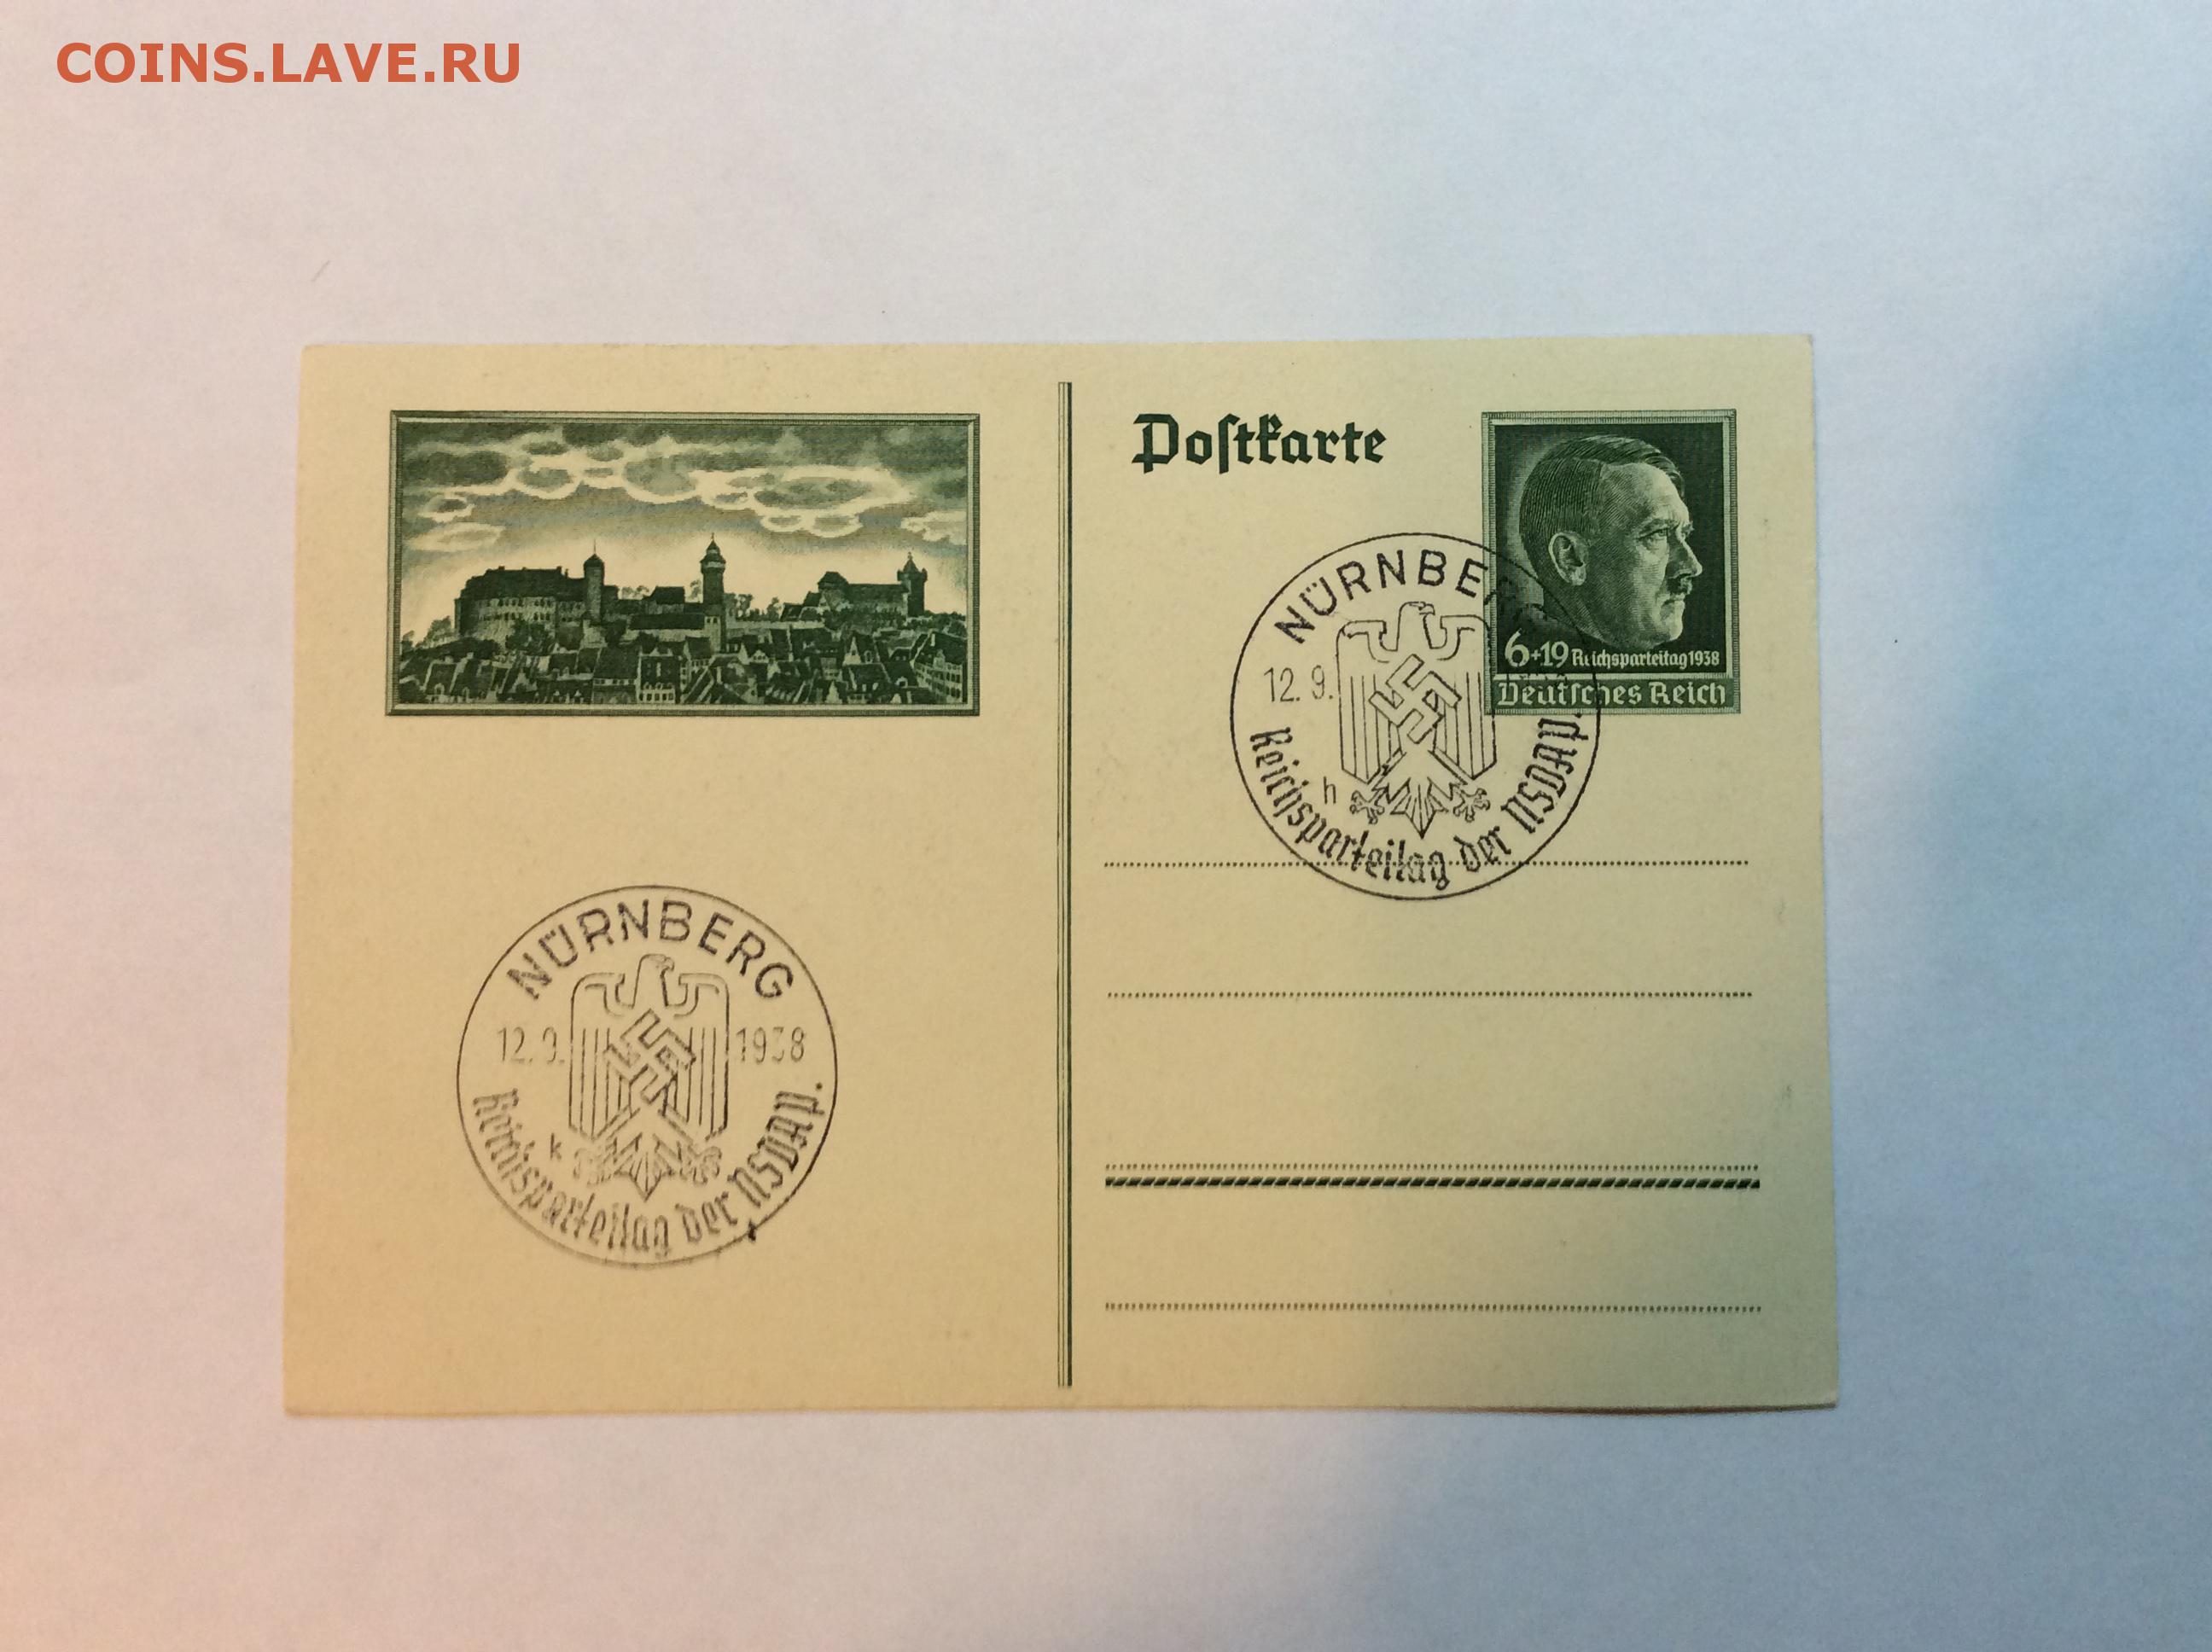 COINS.LAVE.RU
Poſtkarte
6+19 Reichsparteitag 1938
Deutſches Reich
NÜRNBERG
12. 9.
h
Reichsparteitag der NSDAP.
NÜRNBERG
12. 9. 1938
k
Reichsparteitag der NSDAP.